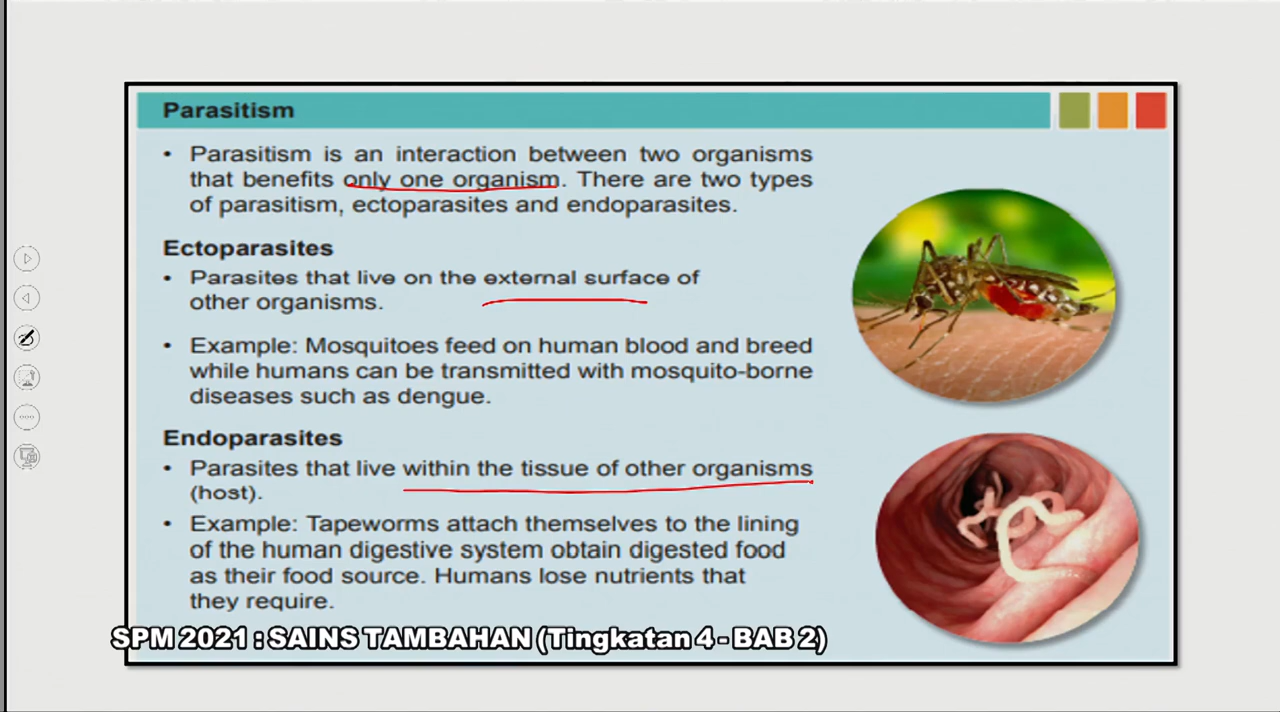 Parasitism
• Parasitism is an interaction between two organisms
that benefits only one organism. There are two types
of parasitism, ectoparasites and endoparasites.
Ectoparasites
• Parasites that live on the external surface of
other organisms.
• Example: Mosquitoes feed on human blood and breed
while humans can be transmitted with mosquito-borne
diseases such as dengue.
Endoparasites
• Parasites that live within the tissue of other organisms
(host).
• Example: Tapeworms attach themselves to the lining
of the human digestive system obtain digested food
as their food source. Humans lose nutrients that
they require.
SPM 2021 : SAINS TAMBAHAN (Tingkatan 4 - BAB 2)